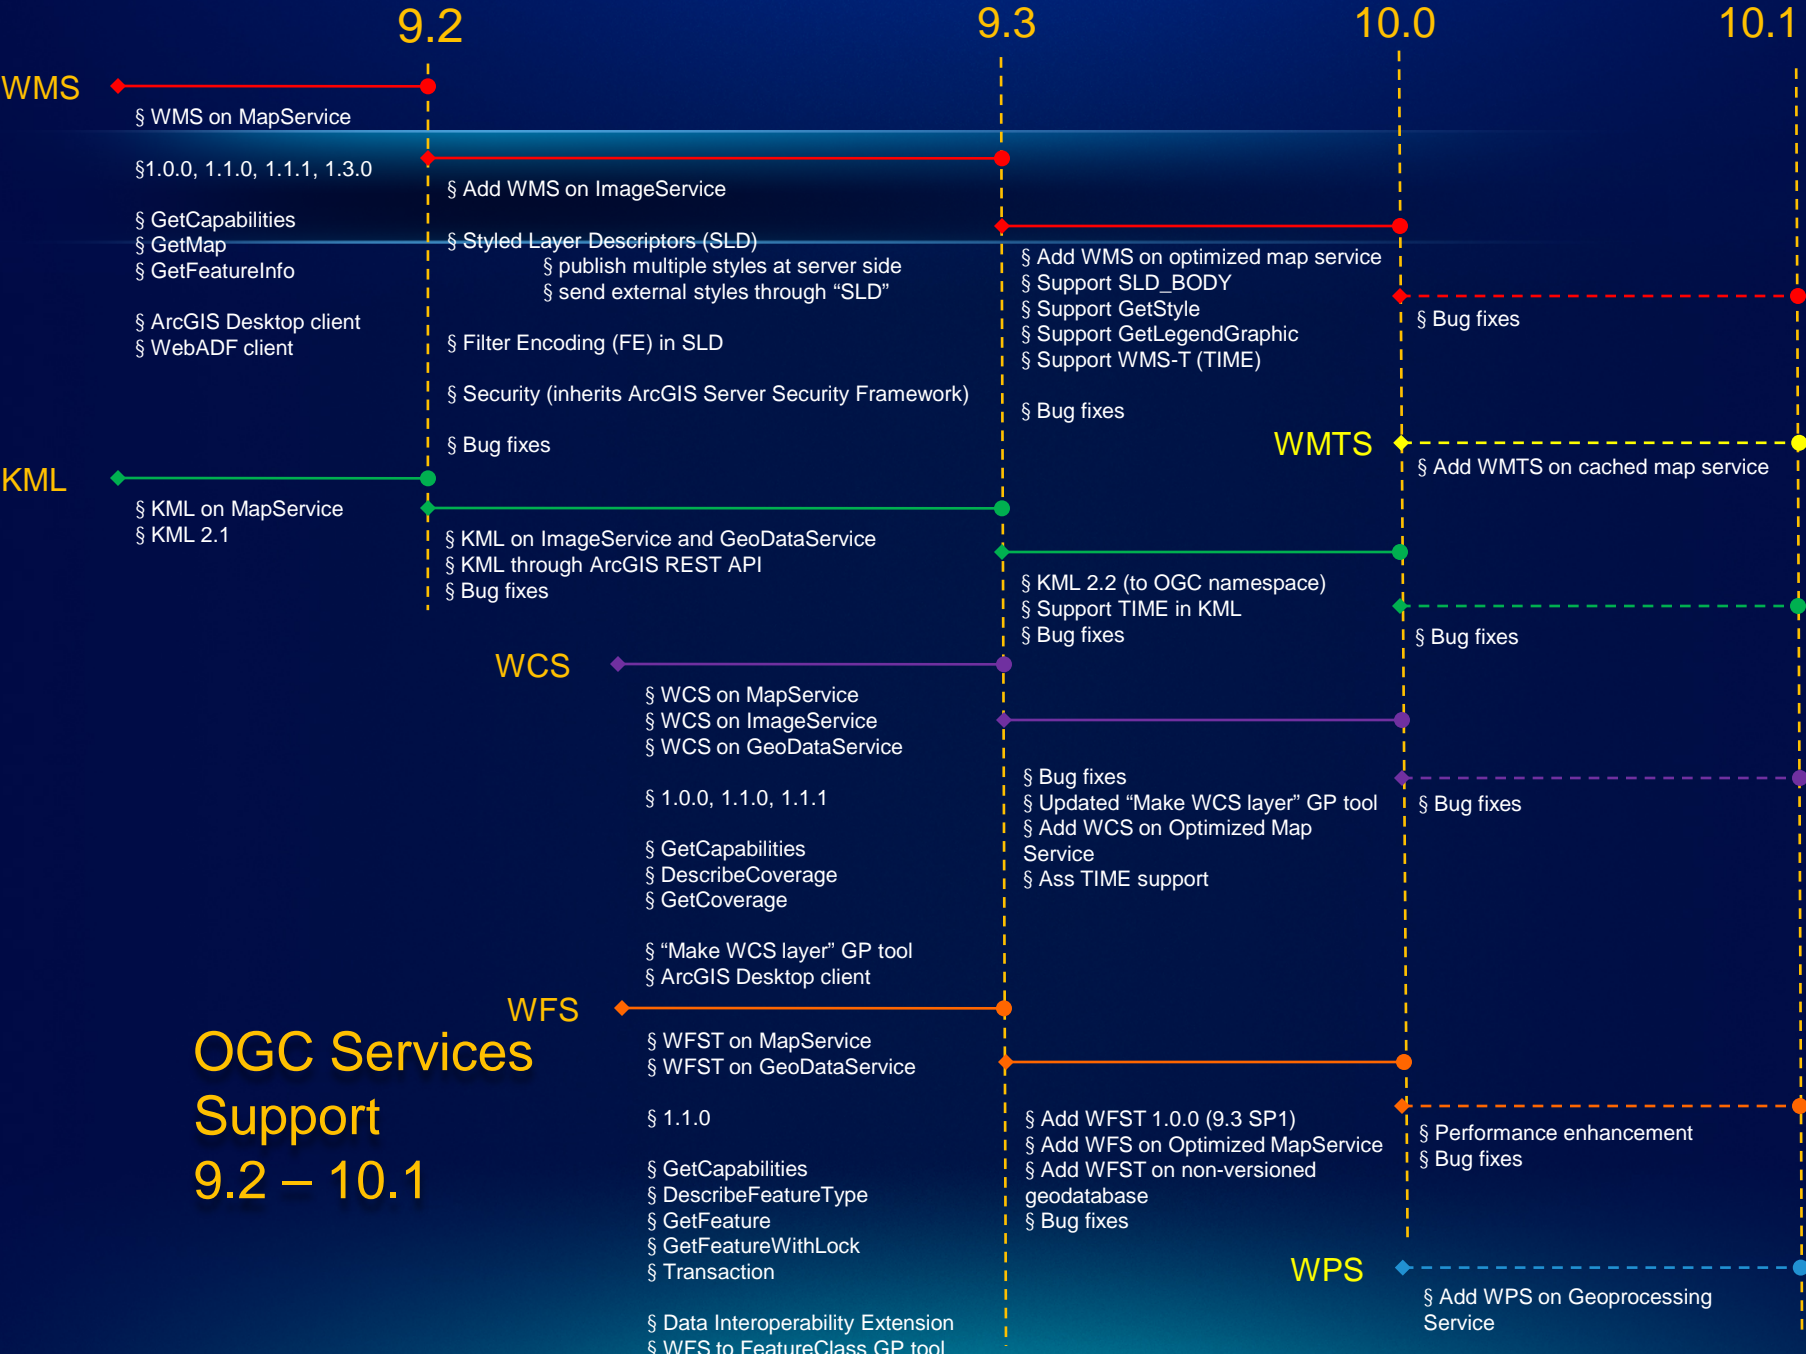 9.2
9.3
10.0
10.1
WMS
§ WMS on MapService
§1.0.0, 1.1.0, 1.1.1, 1.3.0
§ GetCapabilities
§ GetMap
§ GetFeatureInfo
§ ArcGIS Desktop client
§ WebADF client
§ Add WMS on ImageService
§ Styled Layer Descriptors (SLD)
§ publish multiple styles at server side
§ send external styles through “SLD”
§ Filter Encoding (FE) in SLD
§ Security (inherits ArcGIS Server Security Framework)
§ Bug fixes
§ Add WMS on optimized map service
§ Support SLD_BODY
§ Support GetStyle
§ Support GetLegendGraphic
§ Support WMS-T (TIME)
§ Bug fixes
§ Bug fixes
WMTS
§ Add WMTS on cached map service
KML
§ KML on MapService
§ KML 2.1
§ KML on ImageService and GeoDataService
§ KML through ArcGIS REST API
§ Bug fixes
§ KML 2.2 (to OGC namespace)
§ Support TIME in KML
§ Bug fixes
§ Bug fixes
WCS
§ WCS on MapService
§ WCS on ImageService
§ WCS on GeoDataService
§ 1.0.0, 1.1.0, 1.1.1
§ GetCapabilities
§ DescribeCoverage
§ GetCoverage
§ “Make WCS layer” GP tool
§ ArcGIS Desktop client
§ Bug fixes
§ Updated “Make WCS layer” GP tool
§ Add WCS on Optimized Map
Service
§ Ass TIME support
§ Bug fixes
WFS
§ WFST on MapService
§ WFST on GeoDataService
§ 1.1.0
§ GetCapabilities
§ DescribeFeatureType
§ GetFeature
§ GetFeatureWithLock
§ Transaction
§ Data Interoperability Extension
§ WFS to FeatureClass GP tool
§ Add WFST 1.0.0 (9.3 SP1)
§ Add WFS on Optimized MapService
§ Add WFST on non-versioned
geodatabase
§ Bug fixes
§ Performance enhancement
§ Bug fixes
WPS
§ Add WPS on Geoprocessing
Service
OGC Services
Support
9.2 – 10.1